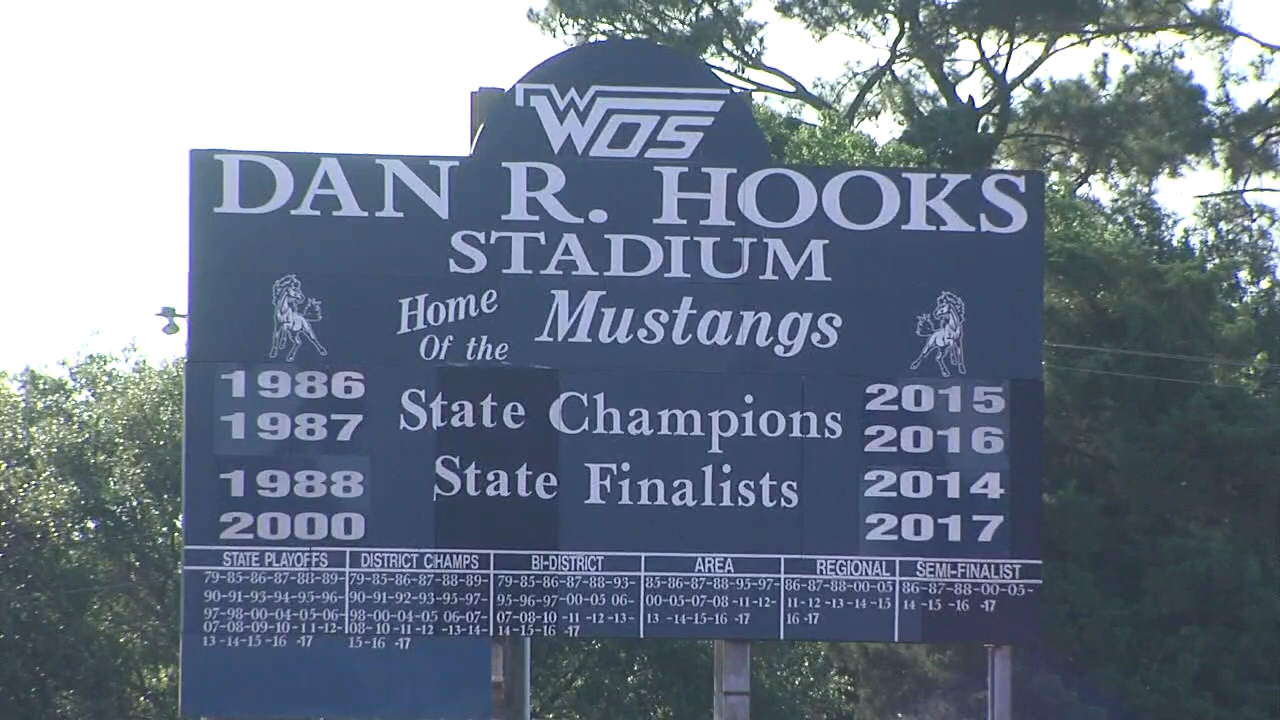 WOS
DAN R. HOOKS
STADIUM
Home Of the Mustangs
1986 State Champions 2015
1987 2016
1988 State Finalists 2014
2000 2017
STATE PLAYOFFS DISTRICT CHAMPS BI-DISTRICT AREA REGIONAL SEMI-FINALIST
79-85-86-87-88-89- 79-85-86-87-88-89- 79-85-86-87-88-93- 85-86-87-88-95-97- 86-87-88-00-05 86-87-88-00-05-
90-91-93-94-95-96- 90-91-92-93-95-97- 95-96-97-00-05 06- 00-05-07-08 -11 -12- 11-12 -13 -14 -15 14 -15 -16 -17
97-98-00-04-05-06- 98-00-04-05 06-07- 07-08-10 -11 -12 -13- 13 -14-15 -16 -17 16 -17
07-08-09-10- 11-12- 08-10 -11 -12 -13-14- 14-15-16 -17
13 -14-15 -16 -17 15-16 -17